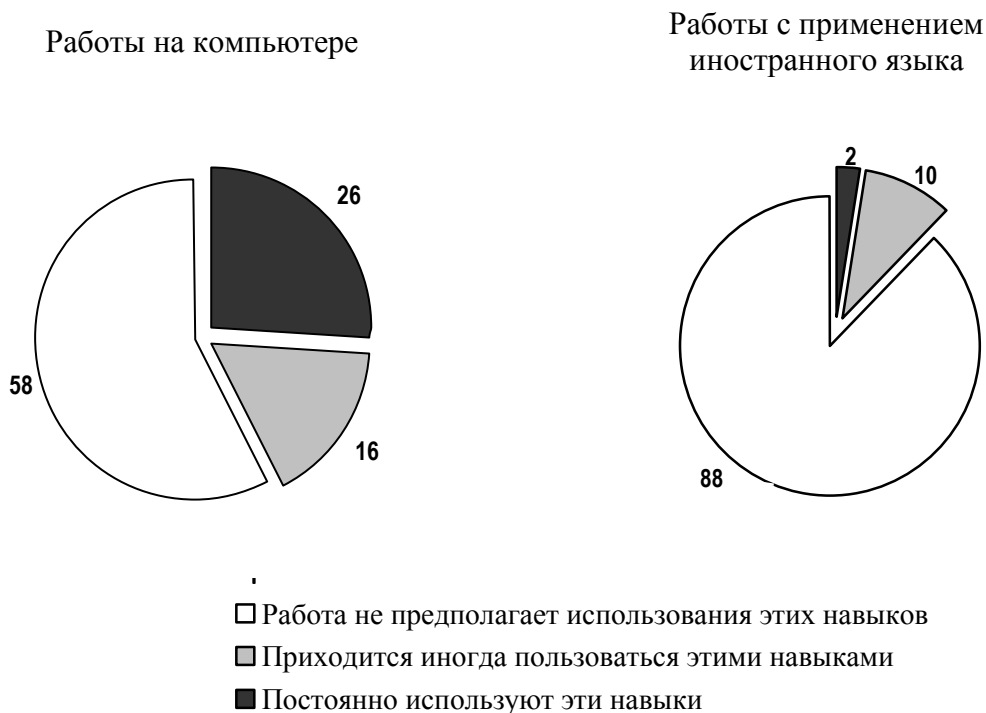 Работы на компьютере
Работы с применением
иностранного языка
26
16
58
2
10
88
Работа не предполагает использования этих навыков
Приходится иногда пользоваться этими навыками
Постоянно используют эти навыки